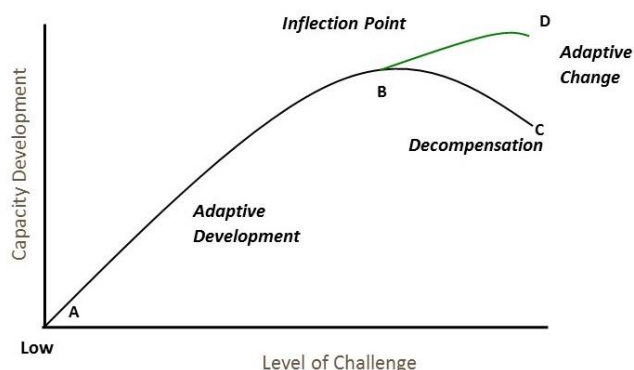 Inflection Point
D
Adaptive
Change
B
C
Decompensation
Adaptive
Development
A
Capacity Development
Low
Level of Challenge